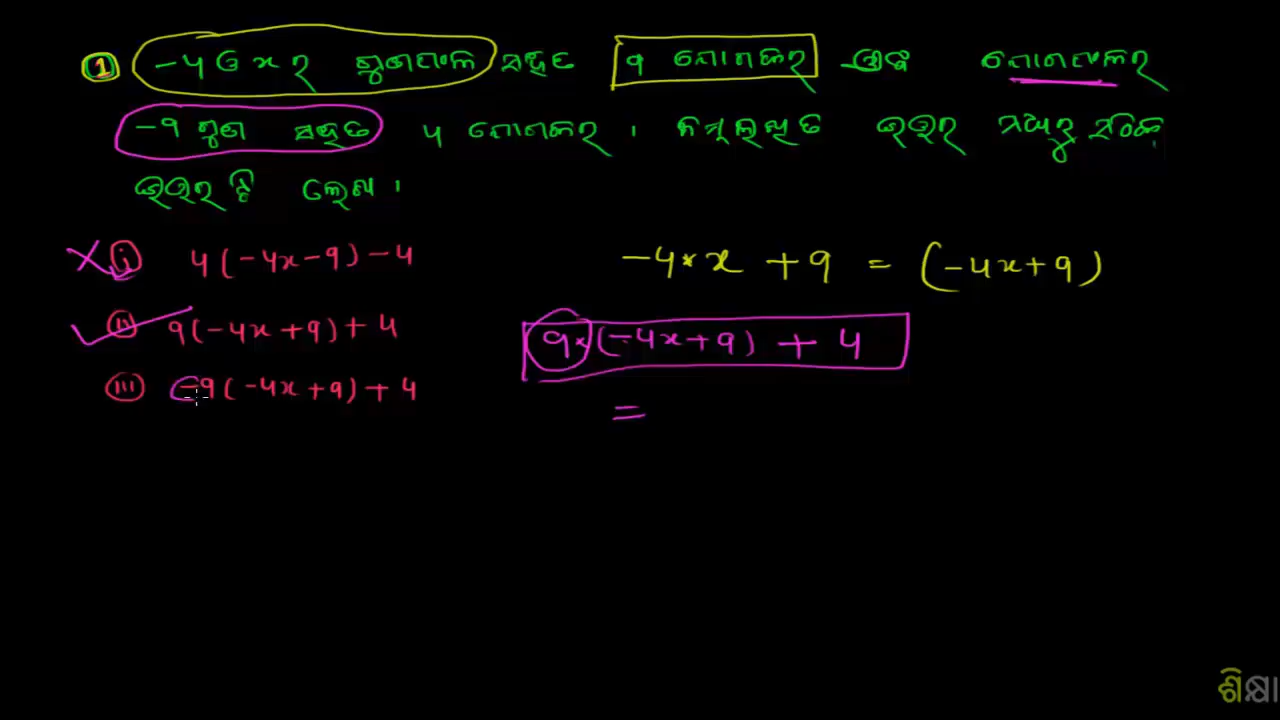 ① -4 ଓ x ର ଗୁଣଫଳ ସହିତ 9 ଯୋଗକର ଏବଂ ଯୋଗଫଳର
-9 ଗୁଣ ସହିତ 4 ଯୋଗକର । ନିମ୍ନଲିଖିତ ଉତ୍ତର ମଧ୍ୟରୁ ସଠିକ
ଉତ୍ତର ଟି ଲେଖ ।
(i) 4(-4x-9)-4
-4*x+9 = (-4x+9)
(ii) 9(-4x+9)+4
9*(-4x+9)+4
(iii) -9(-4x+9)+4
=
ଶିକ୍ଷା